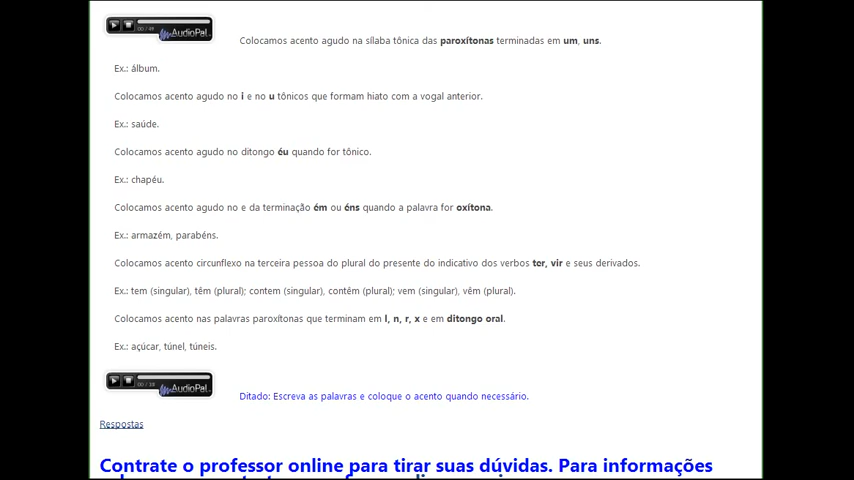 AudioPal
Colocamos acento agudo na sílaba tônica das paroxítonas terminadas em um, uns.
Ex.: álbum.
Colocamos acento agudo no i e no u tônicos que formam hiato com a vogal anterior.
Ex.: saúde.
Colocamos acento agudo no ditongo éu quando for tônico.
Ex.: chapéu.
Colocamos acento agudo no e da terminação ém ou éns quando a palavra for oxítona.
Ex.: armazém, parabéns.
Colocamos acento circunflexo na terceira pessoa do plural do presente do indicativo dos verbos ter, vir e seus derivados.
Ex.: tem (singular), têm (plural); contem (singular), contêm (plural); vem (singular), vêm (plural).
Colocamos acento nas palavras paroxítonas que terminam em l, n, r, x e em ditongo oral.
Ex.: açúcar, túnel, túneis.
AudioPal
Ditado: Escreva as palavras e coloque o acento quando necessário.
Respostas
Contrate o professor online para tirar suas dúvidas. Para informações